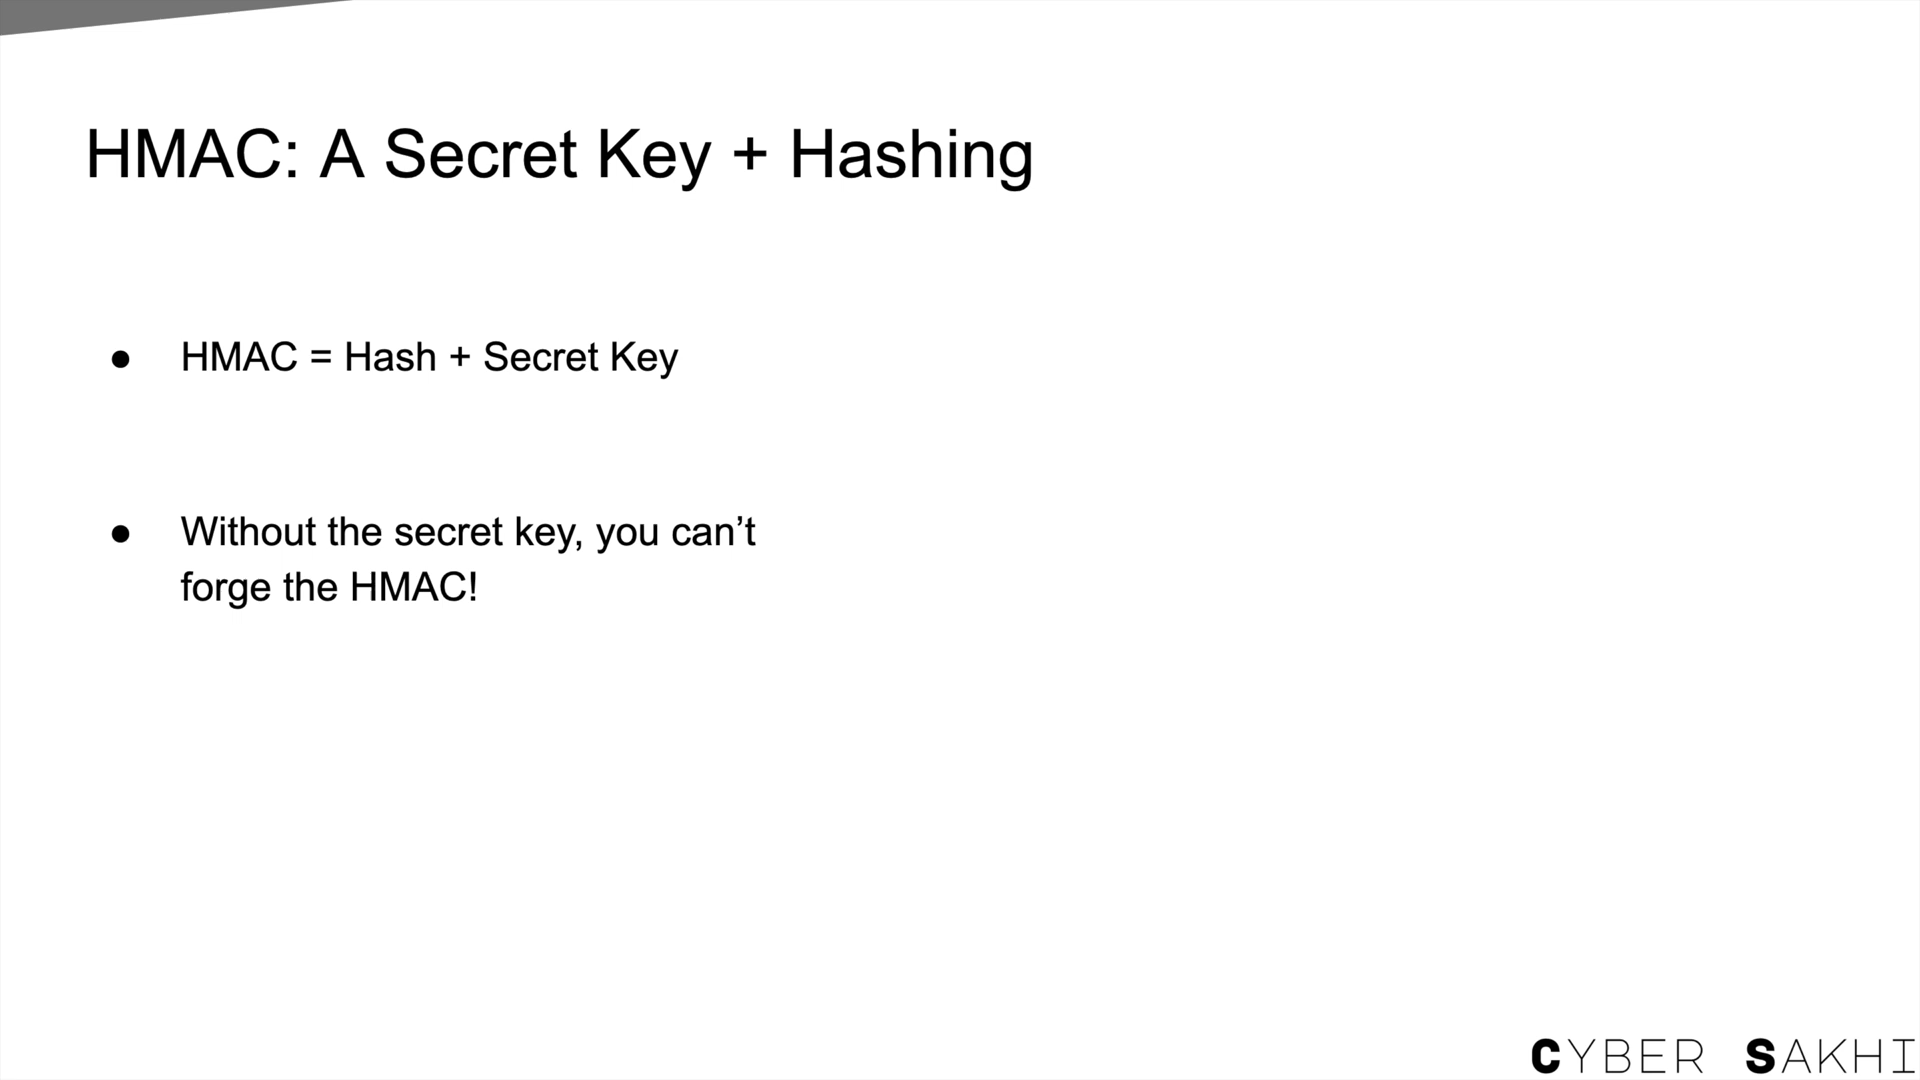 HMAC: A Secret Key + Hashing
● HMAC = Hash + Secret Key
● Without the secret key, you can’t
forge the HMAC!
CYBER SAKHI